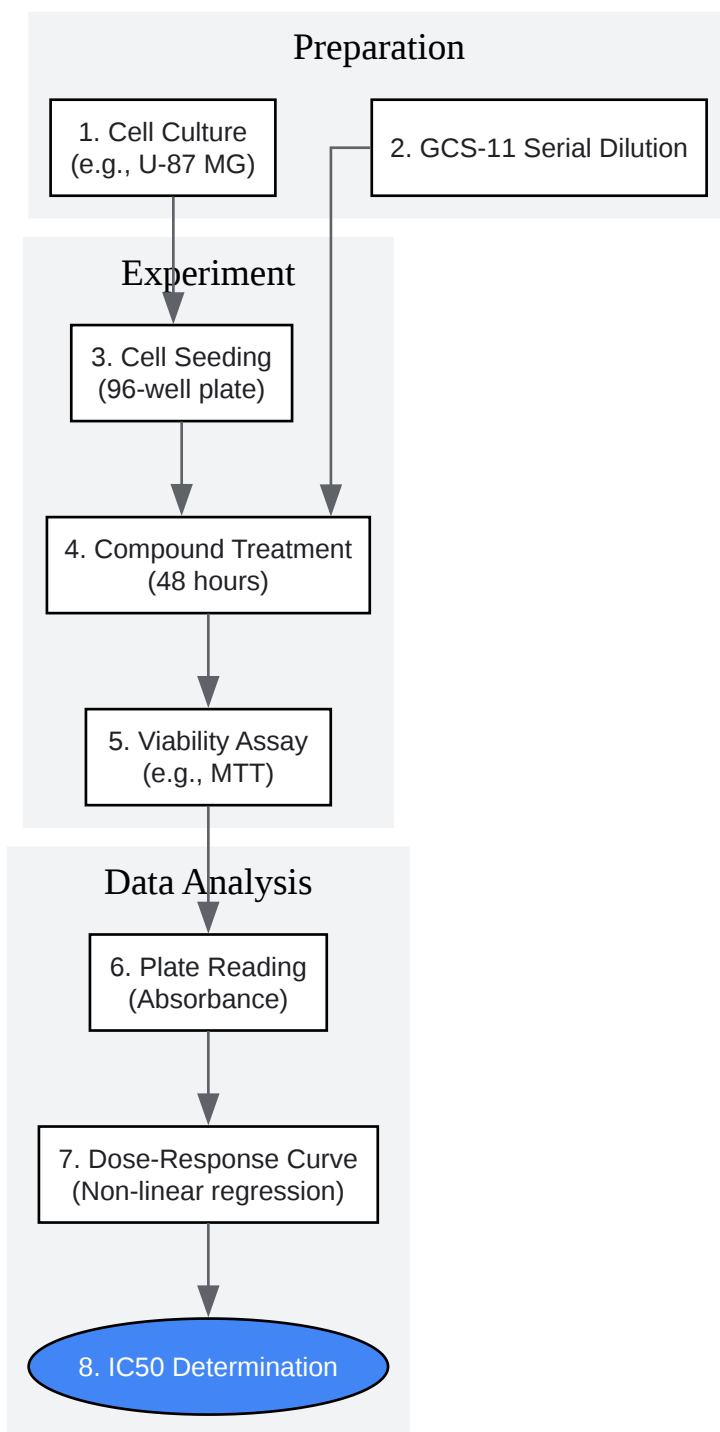 Preparation
1. Cell Culture
(e.g., U-87 MG)
2. GCS-11 Serial Dilution
Experiment
3. Cell Seeding
(96-well plate)
4. Compound Treatment
(48 hours)
5. Viability Assay
(e.g., MTT)
Data Analysis
6. Plate Reading
(Absorbance)
7. Dose-Response Curve
(Non-linear regression)
8. IC50 Determination